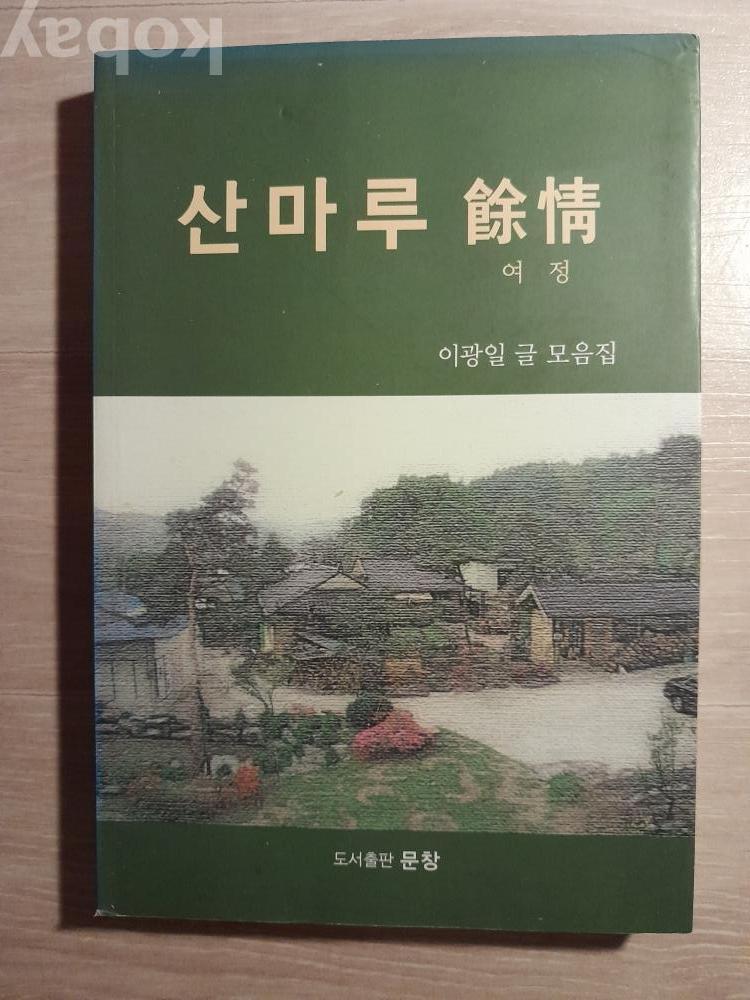 kobay
산마루 餘情
여정
이광일 글 모음집
도서출판 문창